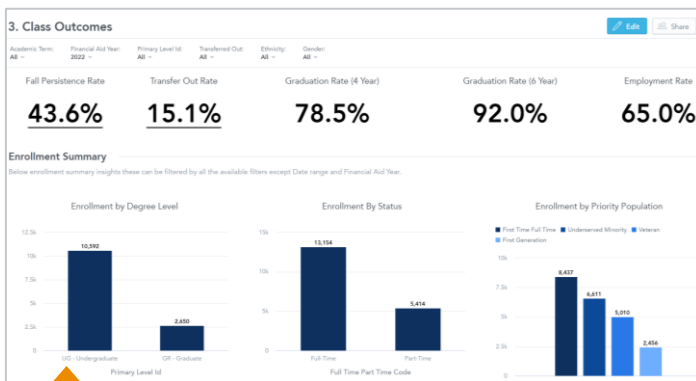 3. Class Outcomes
Edit
Share
Academic Term: Financial Aid Year: Primary Level Id: Transferred Out: Ethnicity: Gender:
All 2022 All All All All
Fall Persistence Rate Transfer Out Rate Graduation Rate (4 Year) Graduation Rate (6 Year) Employment Rate
43.6% 15.1% 78.5% 92.0% 65.0%
Enrollment Summary
Below enrollment summary insights these can be filtered by all the available filters except Date range and Financial Aid Year.
Enrollment by Degree Level
12.5k
10k
7.5k
5k
2.5k
0
10,592
2,650
UG - Undergraduate GR - Graduate
Primary Level Id
Enrollment By Status
15k
10k
5k
0
13,154
5,414
Full-Time Part-Time
Full Time Part Time Code
Enrollment by Priority Population
First Time Full Time Underserved Minority Veteran
First Generation
10k
7.5k
5k
2.5k
0
8,437
6,611
5,010
2,456